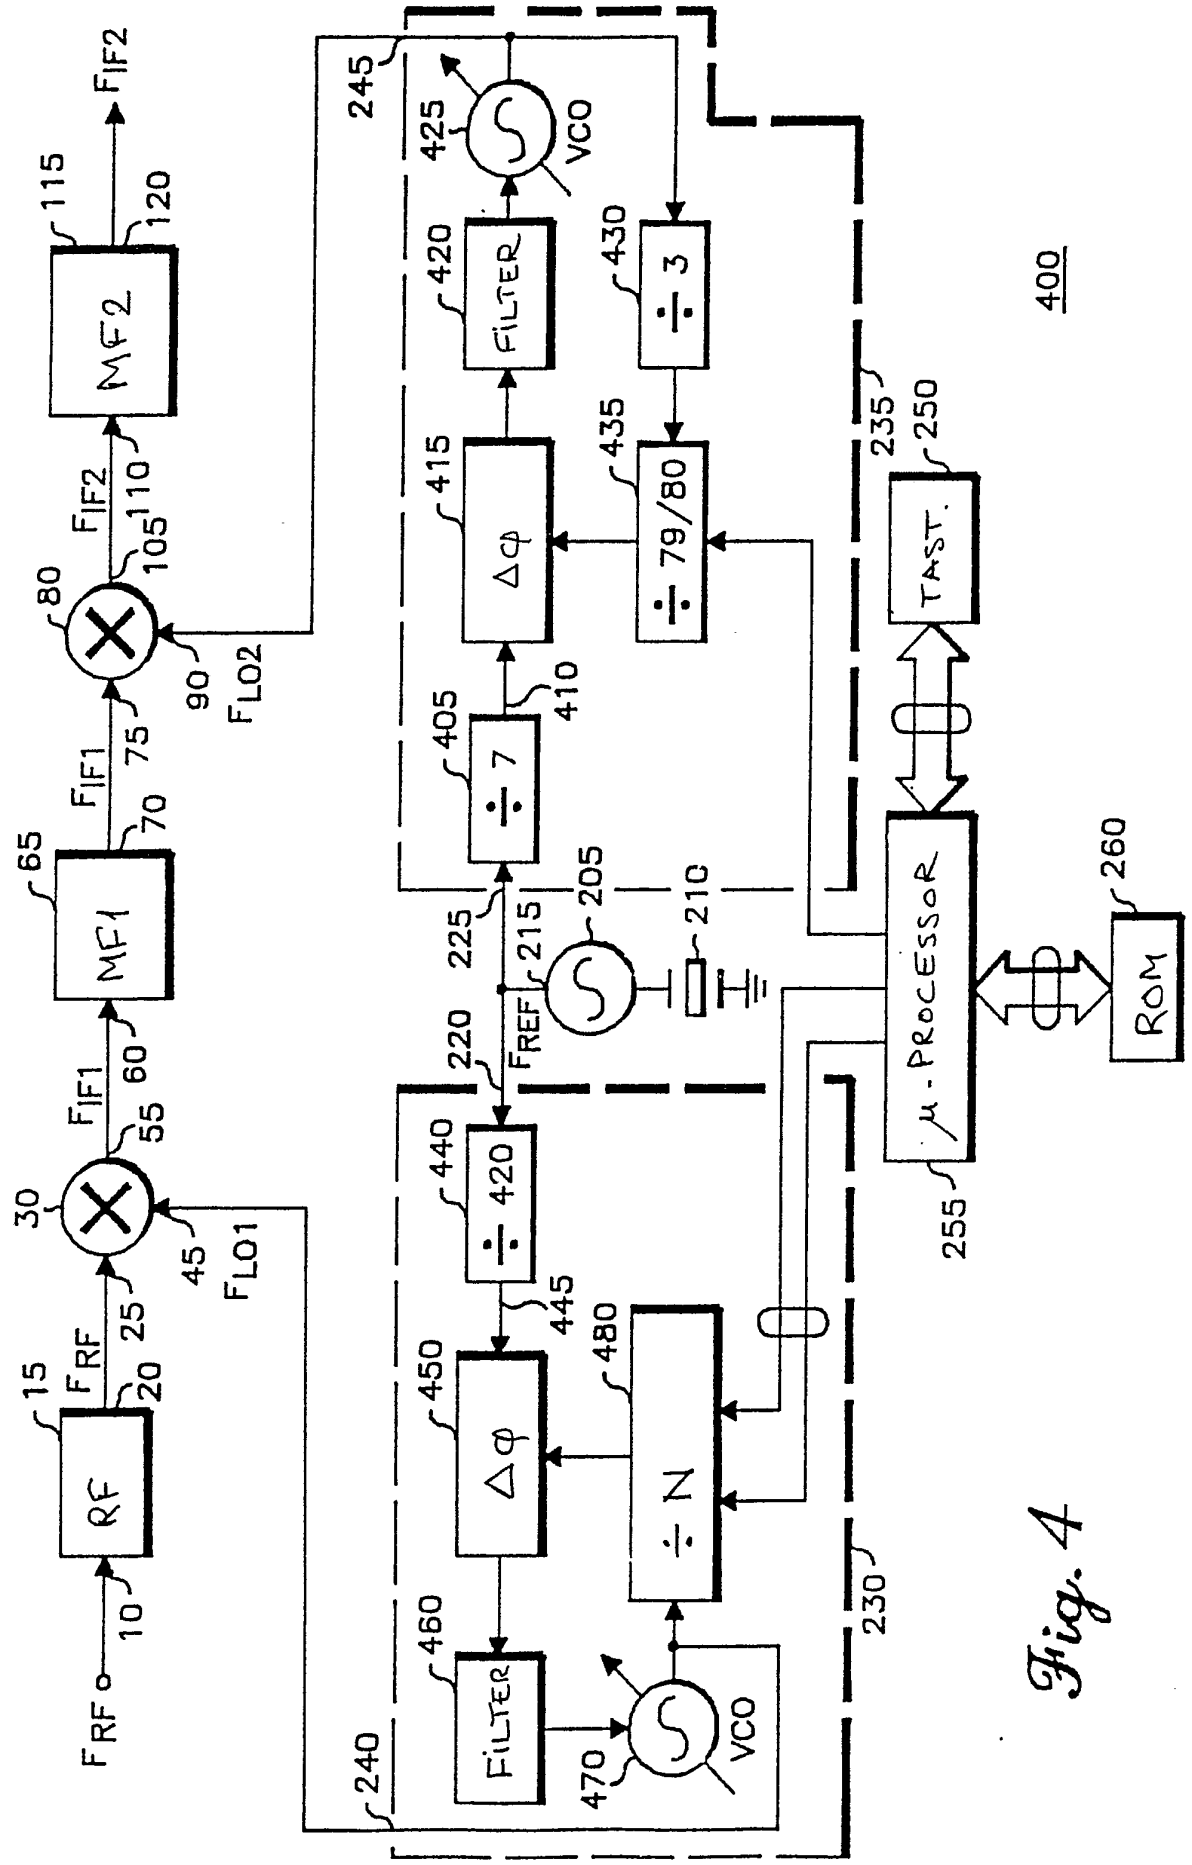 F_RF
10
15
RF
20
F_RF
25
30
45
F_LO1
F_IF1
55
60
65
MF1
70
F_IF1
75
80
90
F_LO2
F_IF2
105
110
115
MF2
120
F_IF2
240
245
FILTER
460
Δφ
450
445
÷ 420
440
220
F_REF
215
225
205
210
÷ 7
405
410
Δφ
415
FILTER
420
425
VCO
470
VCO
÷ N
480
÷ 79/80
435
÷ 3
430
230
235
255
µ-PROCESSOR
TAST.
250
ROM
260
400
Fig. 4